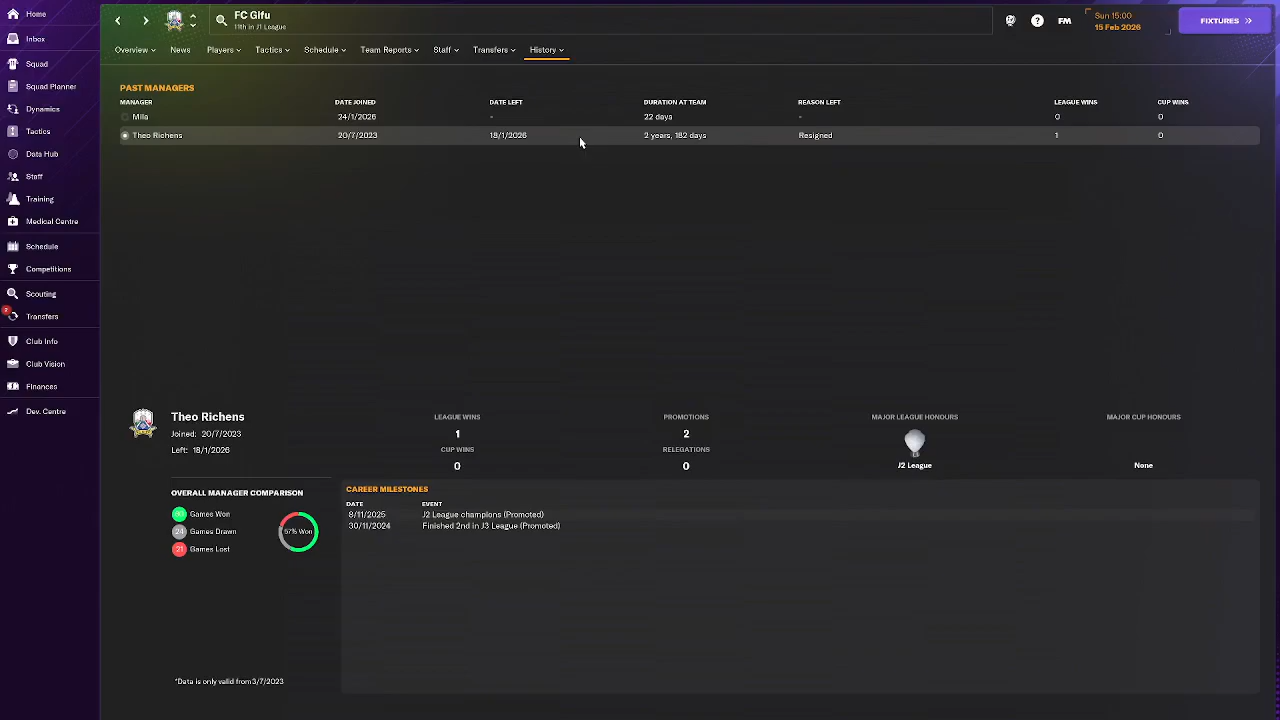 Home
Inbox
Squad
Squad Planner
Dynamics
Tactics
Data Hub
Staff
Training
Medical Centre
Schedule
Competitions
Scouting
Transfers
Club Info
Club Vision
Finances
Dev. Centre
FC Gifu
11th in J1 League
? FM
Sun 15:00
15 Feb 2026
FIXTURES
Overview News Players Tactics Schedule Team Reports Staff Transfers History
PAST MANAGERS
MANAGER DATE JOINED DATE LEFT DURATION AT TEAM REASON LEFT LEAGUE WINS CUP WINS
Mila 24/1/2026 - 22 days - 0 0
Theo Richens 20/7/2023 18/1/2026 2 years, 182 days Resigned 1 0
Theo Richens
Joined: 20/7/2023
Left: 18/1/2026
LEAGUE WINS
1
CUP WINS
0
PROMOTIONS
2
RELEGATIONS
0
MAJOR LEAGUE HONOURS
J2 League
MAJOR CUP HONOURS
None
OVERALL MANAGER COMPARISON
Games Won
24 Games Drawn
21 Games Lost
57% Won
CAREER MILESTONES
DATE EVENT
8/11/2025 J2 League champions (Promoted)
30/11/2024 Finished 2nd in J3 League (Promoted)
*Data is only valid from 3/7/2023